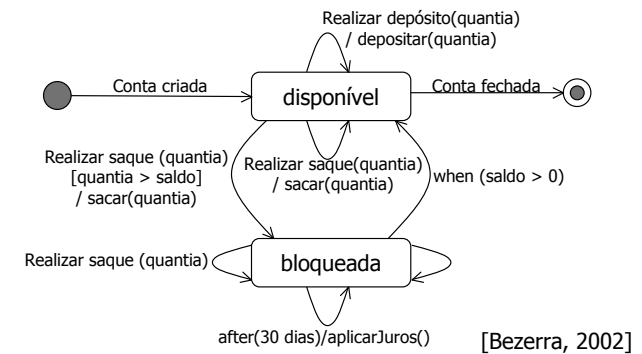 Realizar depósito(quantia)
/ depositar(quantia)
Conta criada
disponível
Conta fechada
Realizar saque (quantia)
[quantia > saldo]
/ sacar(quantia)
Realizar saque(quantia)
/ sacar(quantia)
when (saldo > 0)
Realizar saque (quantia)
bloqueada
after(30 dias)/aplicarJuros()
[Bezerra, 2002]